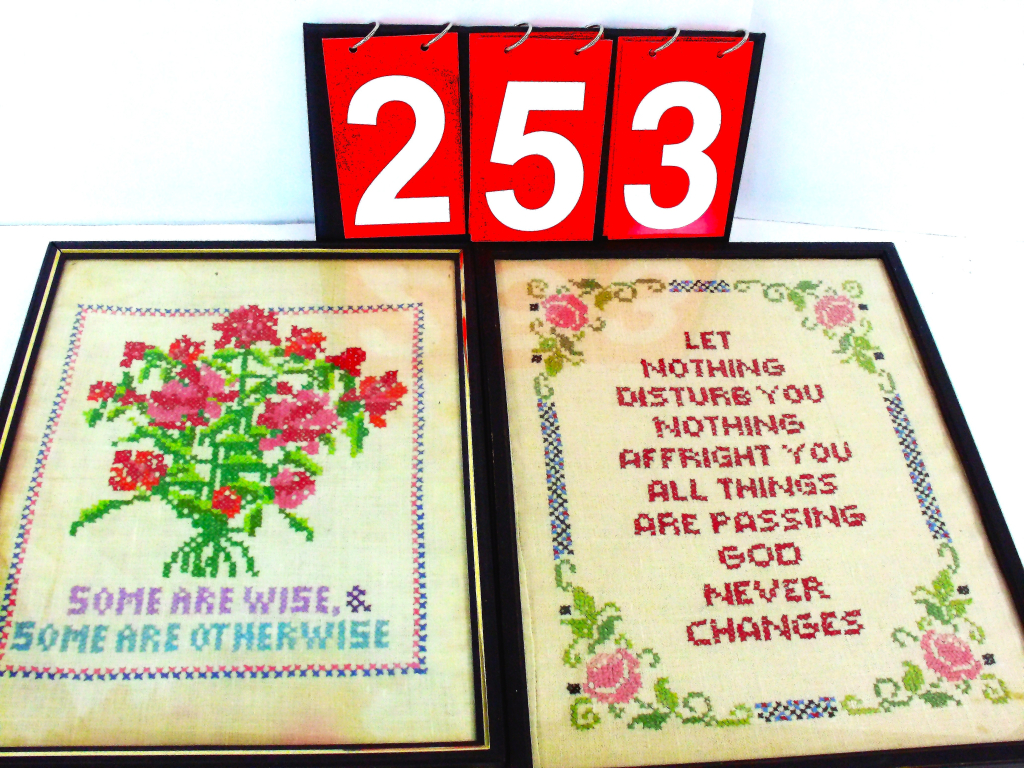 253
SOME ARE WISE, &
SOME ARE OTHERWISE
LET
NOTHING
DISTURB YOU
NOTHING
AFFRIGHT YOU
ALL THINGS
ARE PASSING
GOD
NEVER
CHANGES